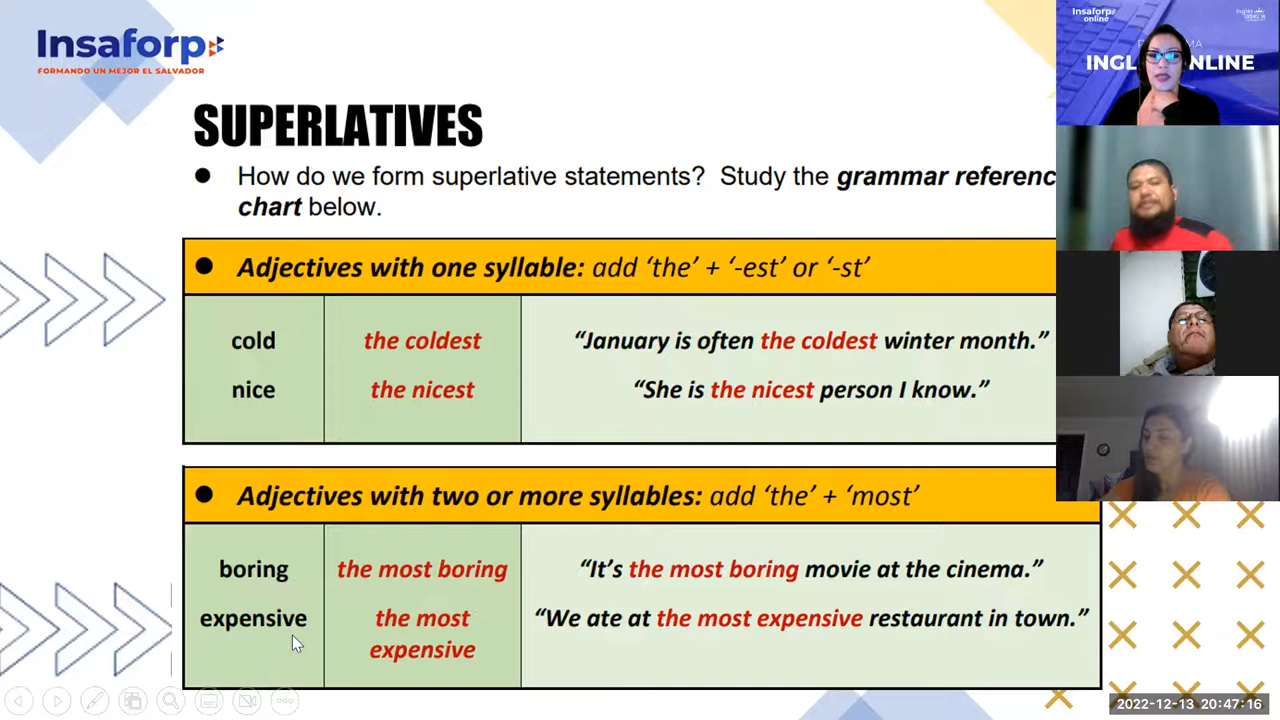 Insaforp
FORMANDO UN MEJOR EL SALVADOR
SUPERLATIVES
● How do we form superlative statements? Study the grammar referenc
chart below.
● Adjectives with one syllable: add ‘the’ + ‘-est’ or ‘-st’
cold the coldest “January is often the coldest winter month.”
nice the nicest “She is the nicest person I know.”
● Adjectives with two or more syllables: add ‘the’ + ‘most’
boring the most boring “It’s the most boring movie at the cinema.”
expensive the most expensive “We ate at the most expensive restaurant in town.”
Insaforp
online
INGL NLINE
2022-12-13 20:47:16